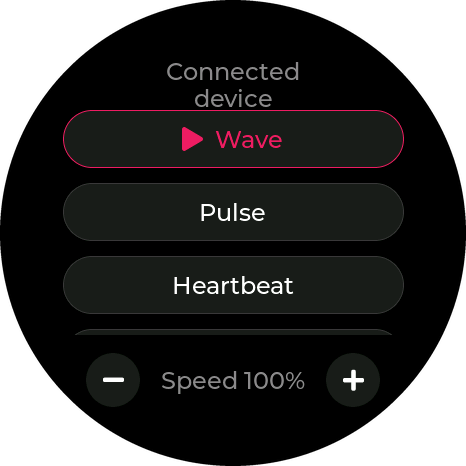 Connected
device
Wave
Pulse
Heartbeat
Speed 100%